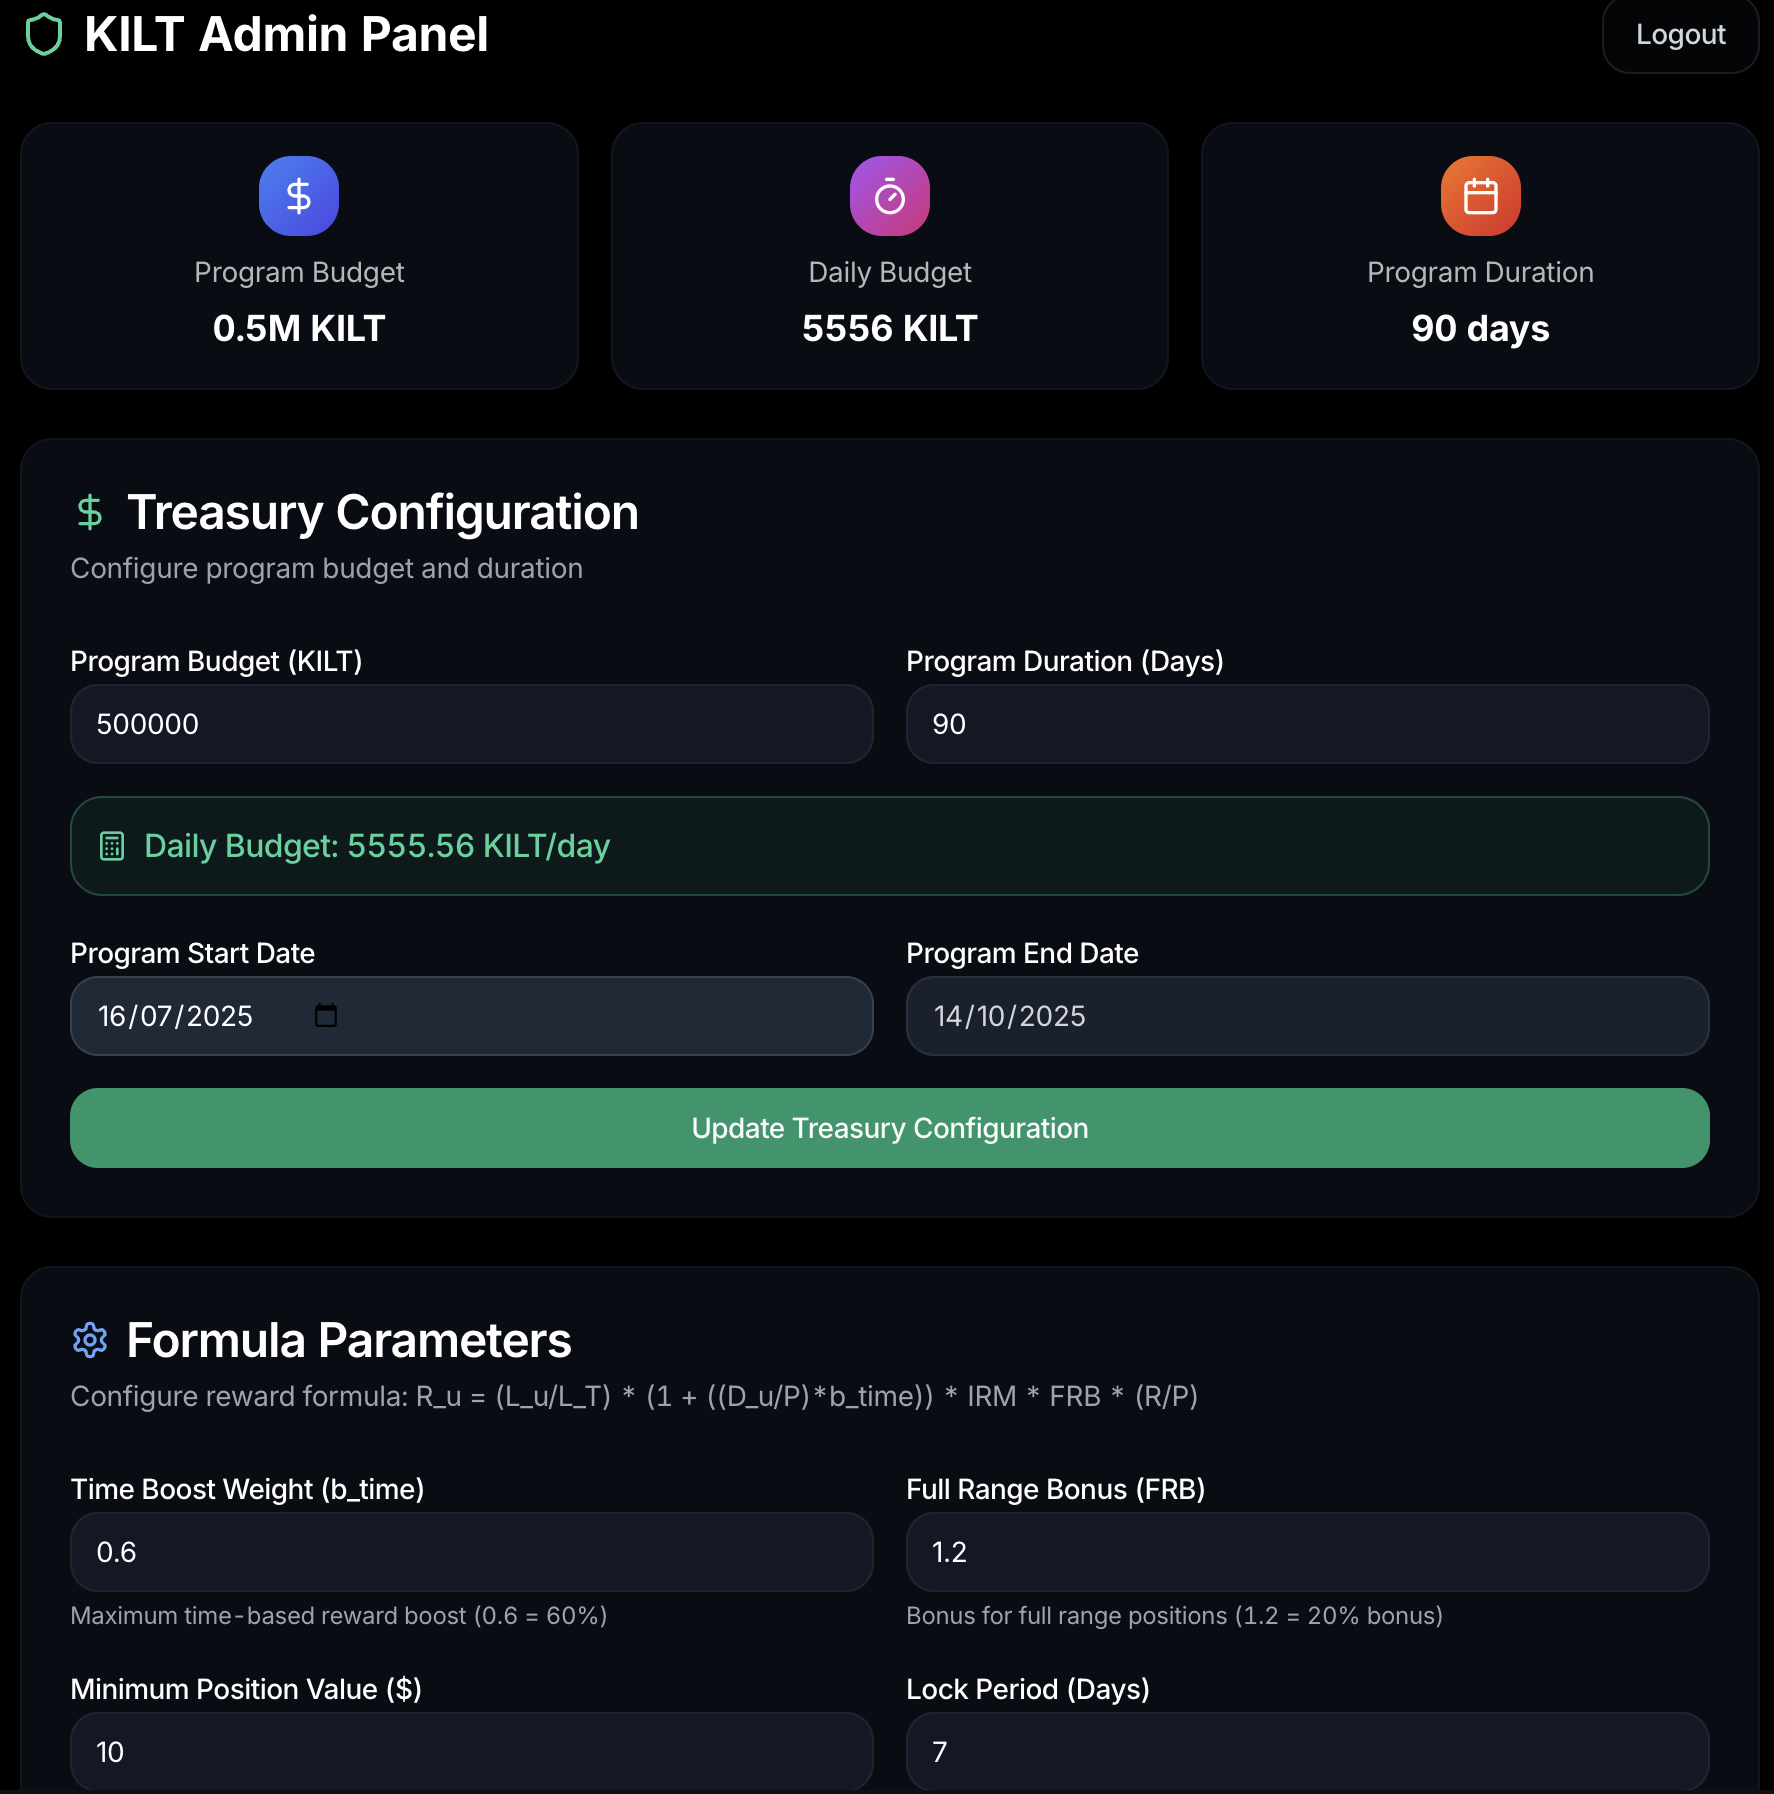 KILT Admin Panel
Logout
Program Budget
0.5M KILT
Daily Budget
5556 KILT
Program Duration
90 days
Treasury Configuration
Configure program budget and duration
Program Budget (KILT)
500000
Program Duration (Days)
90
Daily Budget: 5555.56 KILT/day
Program Start Date
16/07/2025
Program End Date
14/10/2025
Update Treasury Configuration
Formula Parameters
Configure reward formula: R_u = (L_u/L_T) * (1 + ((D_u/P)*b_time)) * IRM * FRB * (R/P)
Time Boost Weight (b_time)
0.6
Maximum time-based reward boost (0.6 = 60%)
Full Range Bonus (FRB)
1.2
Bonus for full range positions (1.2 = 20% bonus)
Minimum Position Value ($)
10
Lock Period (Days)
7